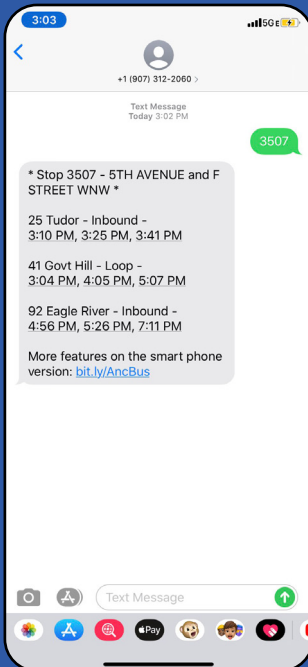 3:03
5GE
+1 (907) 312-2060 >
Text Message
Today 3:02 PM
3507
* Stop 3507 - 5TH AVENUE and F
STREET WNW *
25 Tudor - Inbound -
3:10 PM, 3:25 PM, 3:41 PM
41 Govt Hill - Loop -
3:04 PM, 4:05 PM, 5:07 PM
92 Eagle River - Inbound -
4:56 PM, 5:26 PM, 7:11 PM
More features on the smart phone
version: bit.ly/AncBus
Text Message
Pay